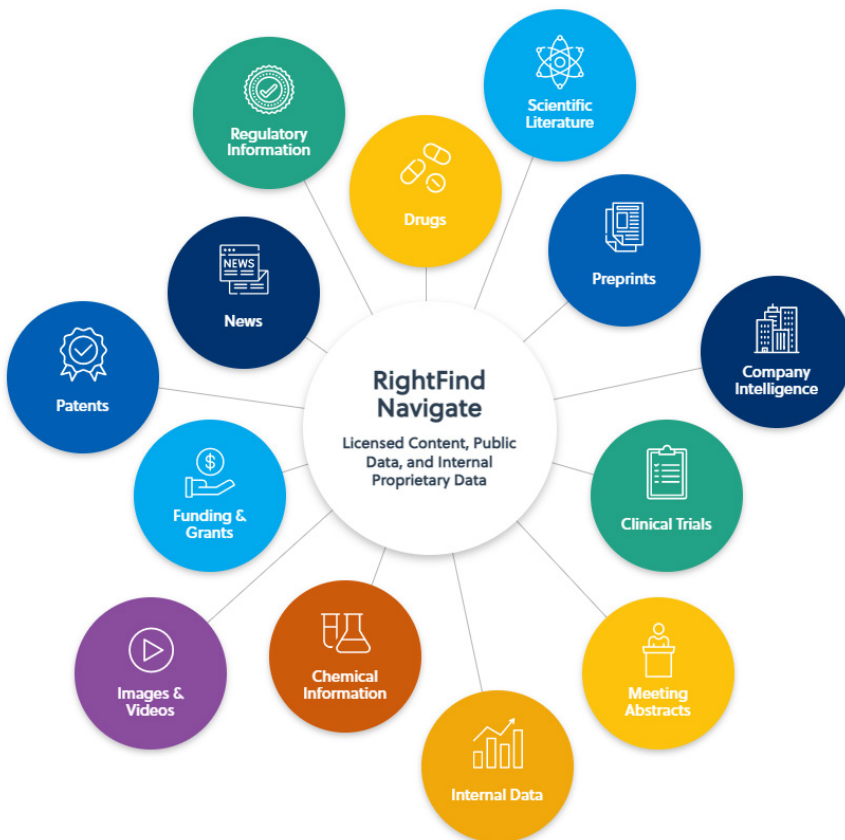 Scientific
Literature
Regulatory
Information
Drugs
Preprints
NEWS
News
Company
Intelligence
RightFind
Navigate
Licensed Content, Public
Data, and Internal
Proprietary Data
Patents
$
Funding &
Grants
Clinical Trials
Images &
Videos
Chemical
Information
Meeting
Abstracts
Internal Data